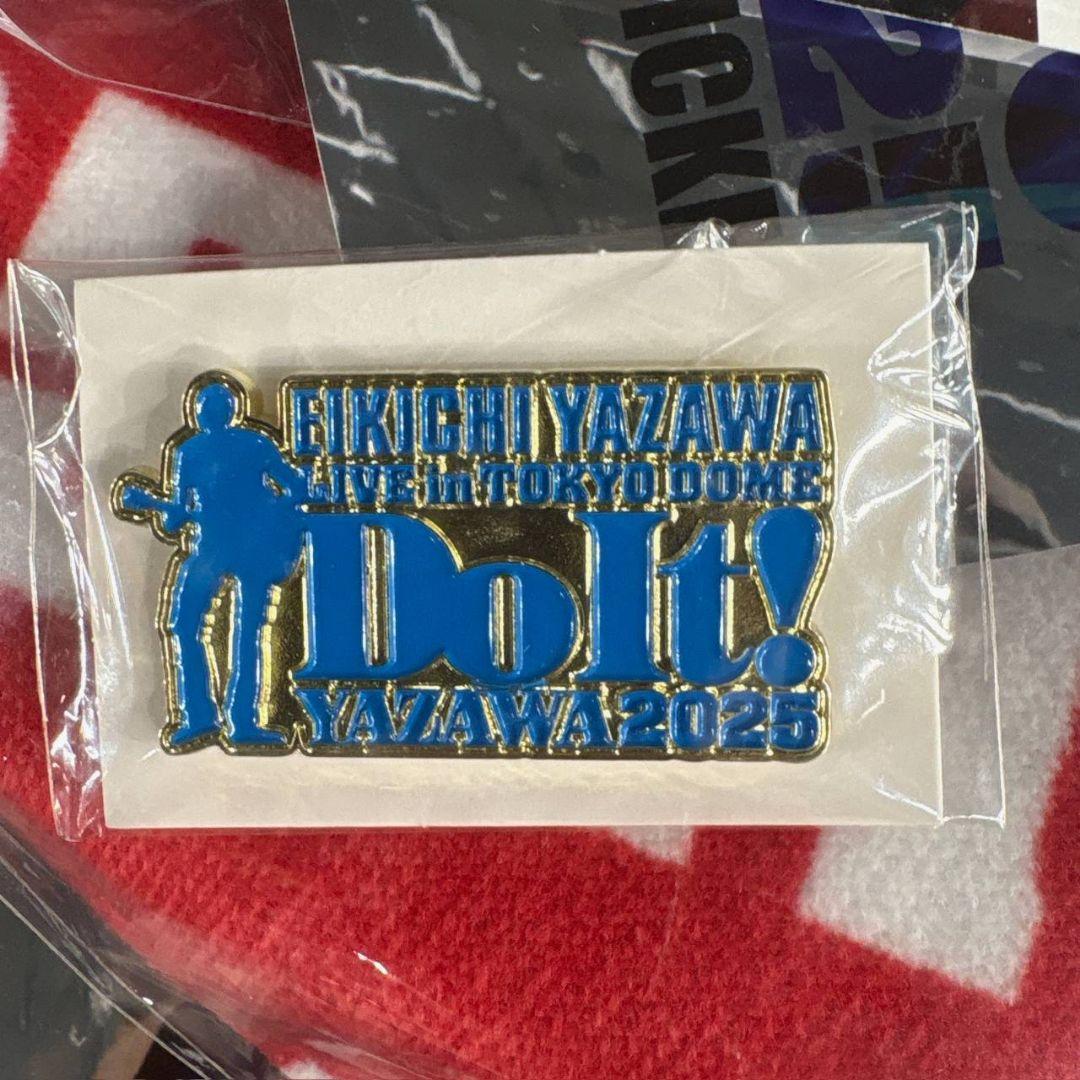 EIKICHI YAZAWA
LIVE in TOKYO DOME
Do It!
YAZAWA 2025